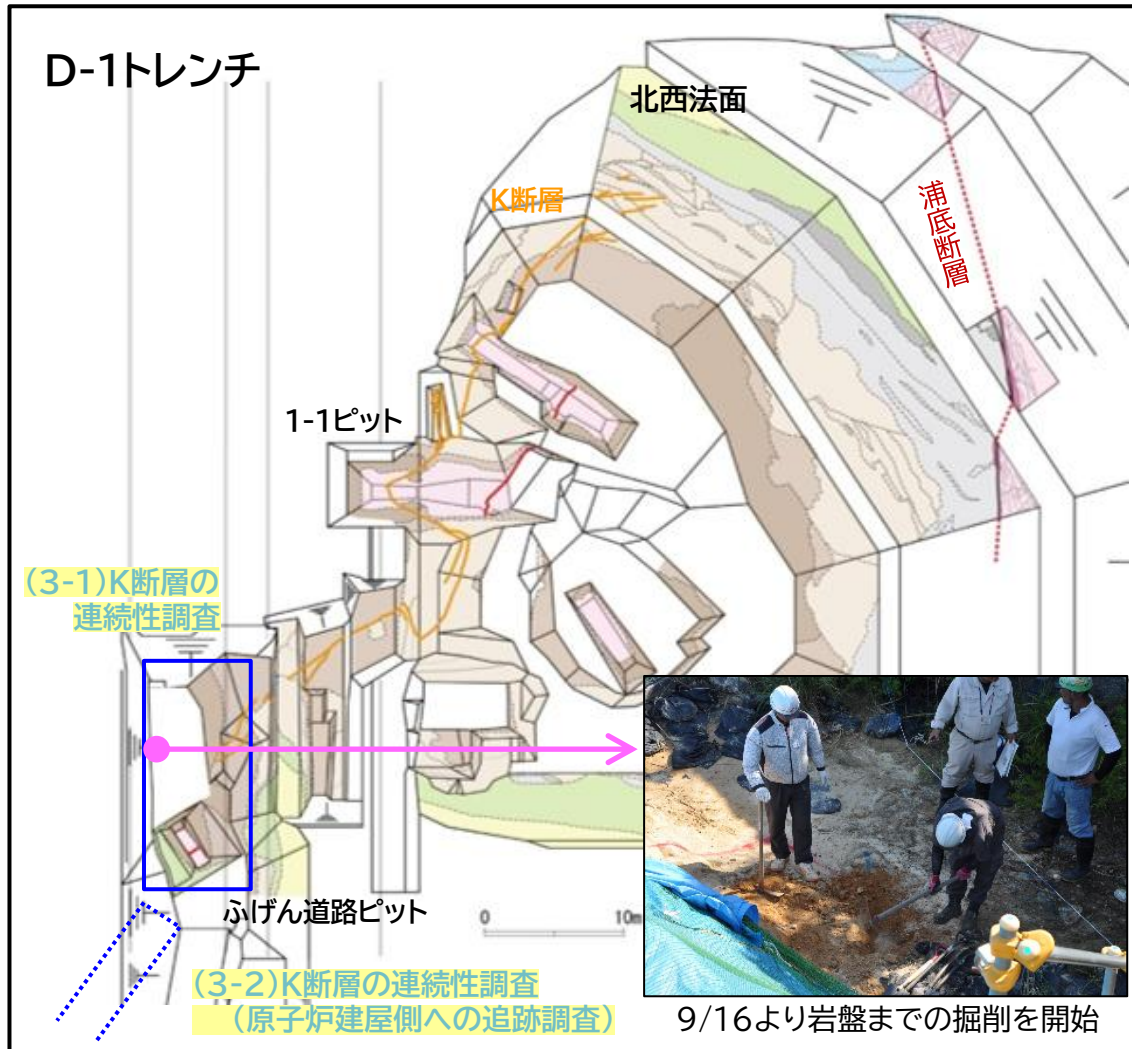 D-1トレンチ
北西法面
K断層
浦底断層
1-1ピット
(3-1)K断層の
連続性調査
ふげん道路ピット
0 10m
(3-2)K断層の連続性調査
(原子炉建屋側への追跡調査)
9/16より岩盤までの掘削を開始